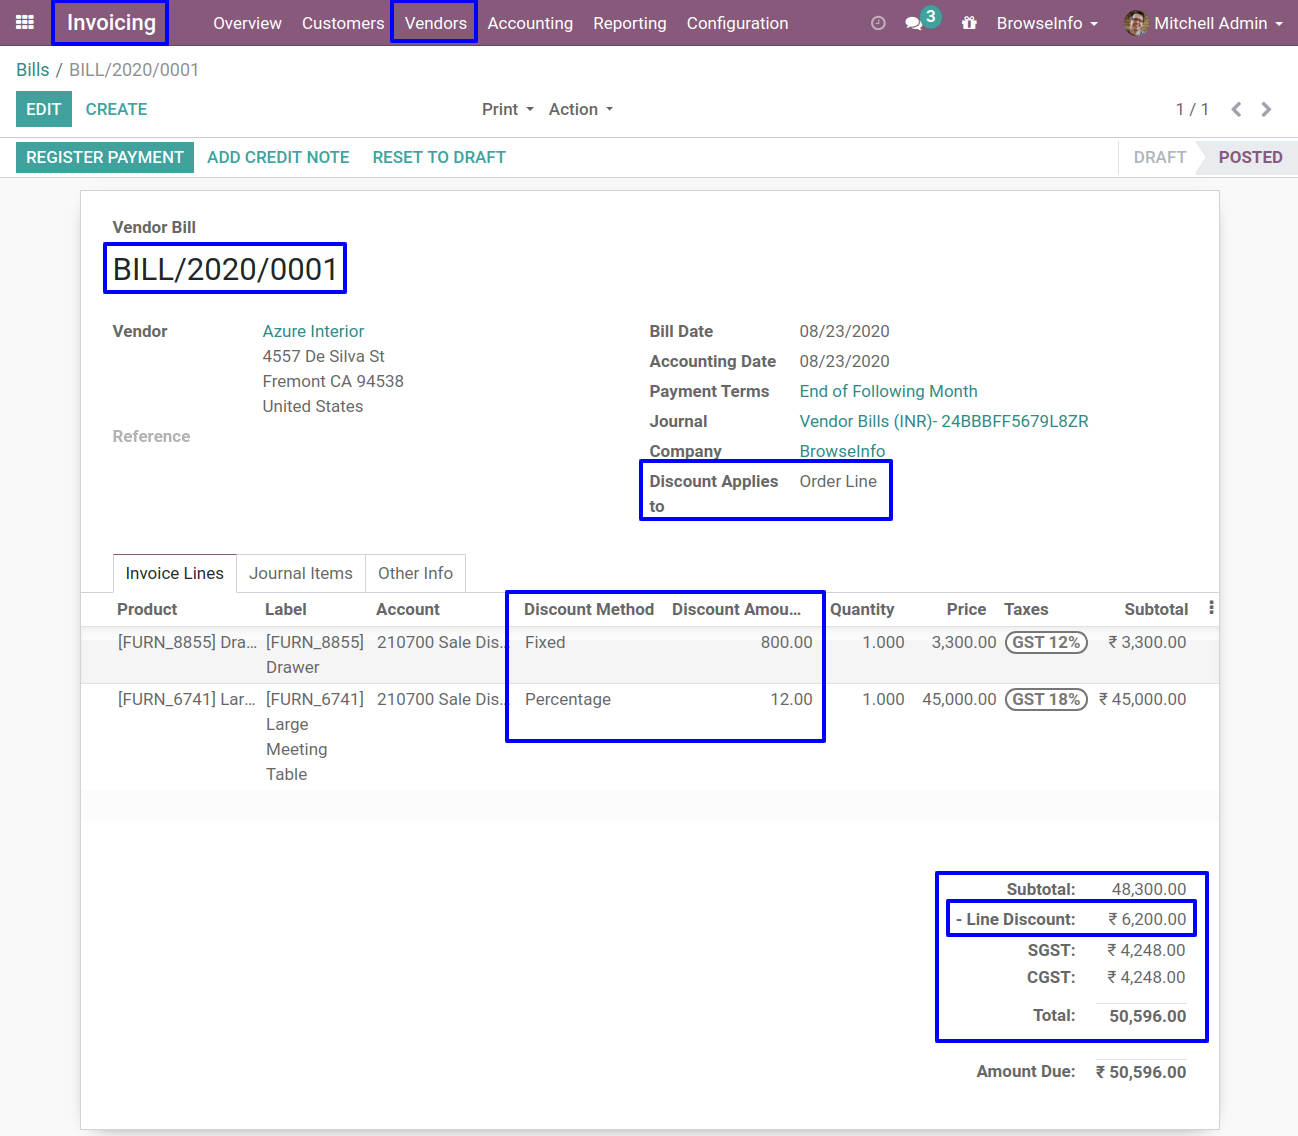 Invoicing Overview Customers Vendors Accounting Reporting Configuration 3 BrowseInfo Mitchell Admin
Bills / BILL/2020/0001
EDIT CREATE Print Action 1 / 1
REGISTER PAYMENT ADD CREDIT NOTE RESET TO DRAFT DRAFT POSTED
Vendor Bill
BILL/2020/0001
Vendor Azure Interior
4557 De Silva St
Fremont CA 94538
United States
Reference
Bill Date 08/23/2020
Accounting Date 08/23/2020
Payment Terms End of Following Month
Journal Vendor Bills (INR)- 24BBBFF5679L8ZR
Company BrowseInfo
Discount Applies Order Line
to
Invoice Lines Journal Items Other Info
Product Label Account Discount Method Discount Amou... Quantity Price Taxes Subtotal
[FURN_8855] Dra... [FURN_8855] 210700 Sale Dis... Fixed 800.00 1.000 3,300.00 GST 12% ₹ 3,300.00
Drawer
[FURN_6741] Lar... [FURN_6741] 210700 Sale Dis... Percentage 12.00 1.000 45,000.00 GST 18% ₹ 45,000.00
Large
Meeting
Table
Subtotal: 48,300.00
- Line Discount: ₹ 6,200.00
SGST: ₹ 4,248.00
CGST: ₹ 4,248.00
Total: 50,596.00
Amount Due: ₹ 50,596.00